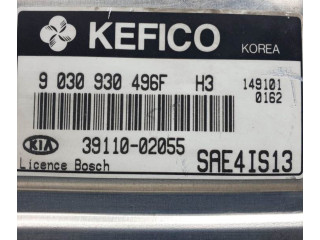 KEFICO KOREA
9 030 930 496F H3 149101
0162
KIA 39110-02055
Licence Bosch SAE4IS13